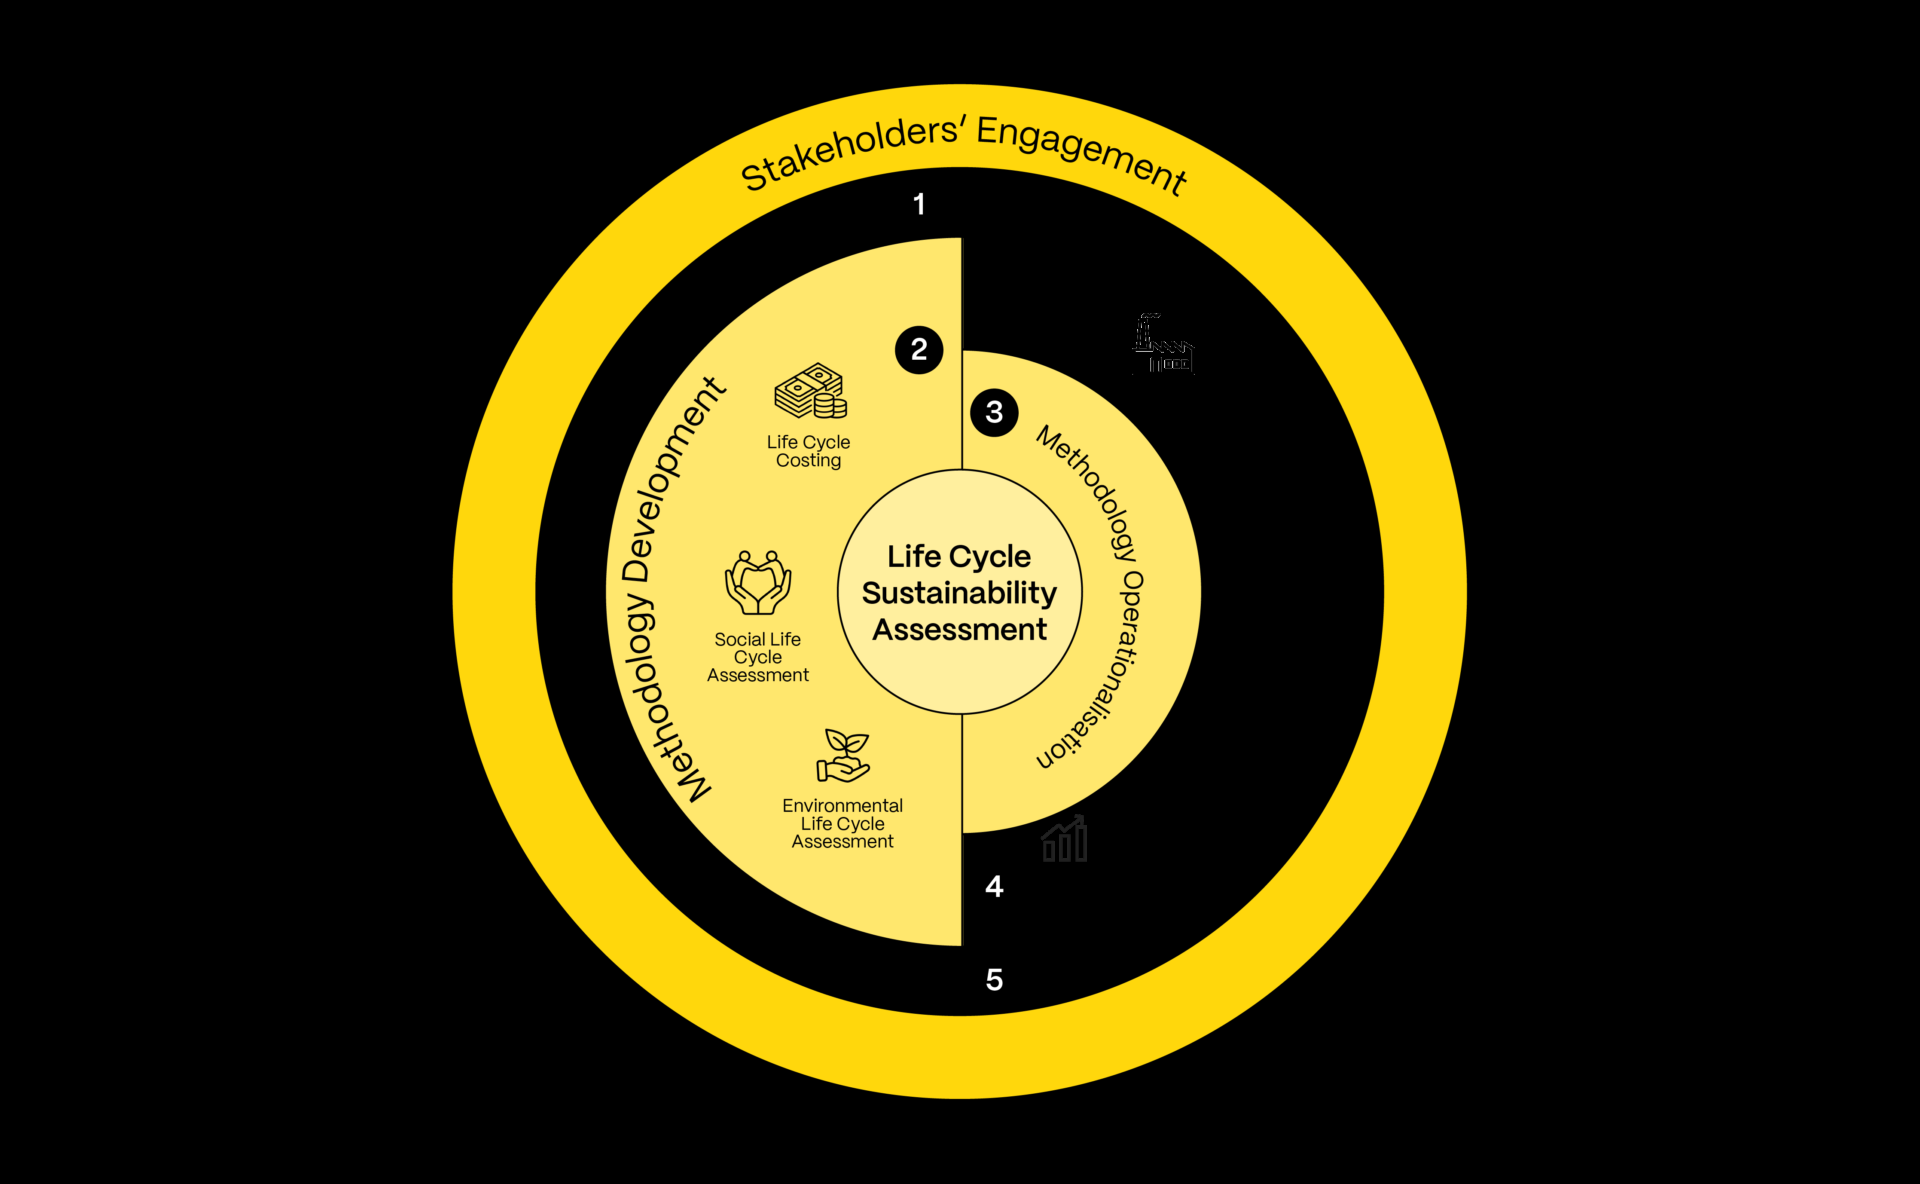 Stakeholders' Engagement
1
2
3
Life Cycle
Costing
Methodology Development
Social Life
Cycle
Assessment
Environmental
Life Cycle
Assessment
Life Cycle
Sustainability
Assessment
Methodology Operationalisation
4
5